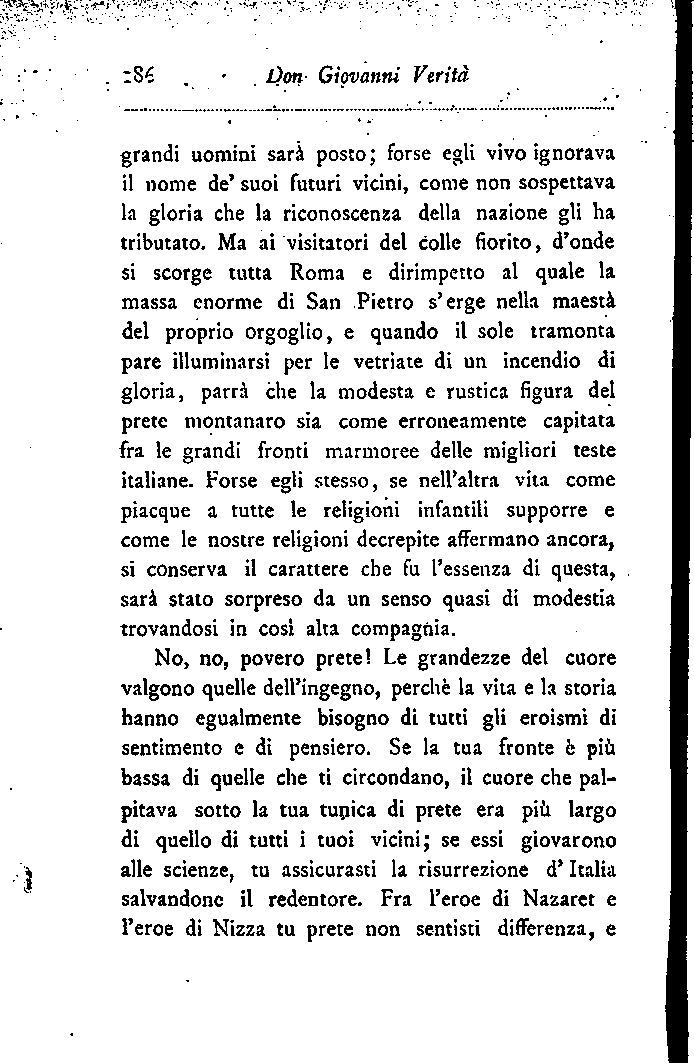 286 Don Giovanni Verità
grandi uomini sarà posto; forse egli vivo ignorava
il nome de' suoi futuri vicini, come non sospettava
la gloria che la riconoscenza della nazione gli ha
tributato. Ma ai visitatori del colle fiorito, d'onde
si scorge tutta Roma e dirimpetto al quale la
massa enorme di San Pietro s'erge nella maestà
del proprio orgoglio, e quando il sole tramonta
pare illuminarsi per le vetriate di un incendio di
gloria, parrà che la modesta e rustica figura del
prete montanaro sia come erroneamente capitata
fra le grandi fronti marmoree delle migliori teste
italiane. Forse egli stesso, se nell'altra vita come
piacque a tutte le religioni infantili supporre e
come le nostre religioni decrepite affermano ancora,
si conserva il carattere che fu l'essenza di questa,
sarà stato sorpreso da un senso quasi di modestia
trovandosi in così alta compagnia.
No, no, povero prete! Le grandezze del cuore
valgono quelle dell'ingegno, perchè la vita e la storia
hanno egualmente bisogno di tutti gli eroismi di
sentimento e di pensiero. Se la tua fronte è più
bassa di quelle che ti circondano, il cuore che pal-
pitava sotto la tua tunica di prete era più largo
di quello di tutti i tuoi vicini; se essi giovarono
alle scienze, tu assicurasti la risurrezione d'Italia
salvandone il redentore. Fra l'eroe di Nazaret e
l'eroe di Nizza tu prete non sentisti differenza, e